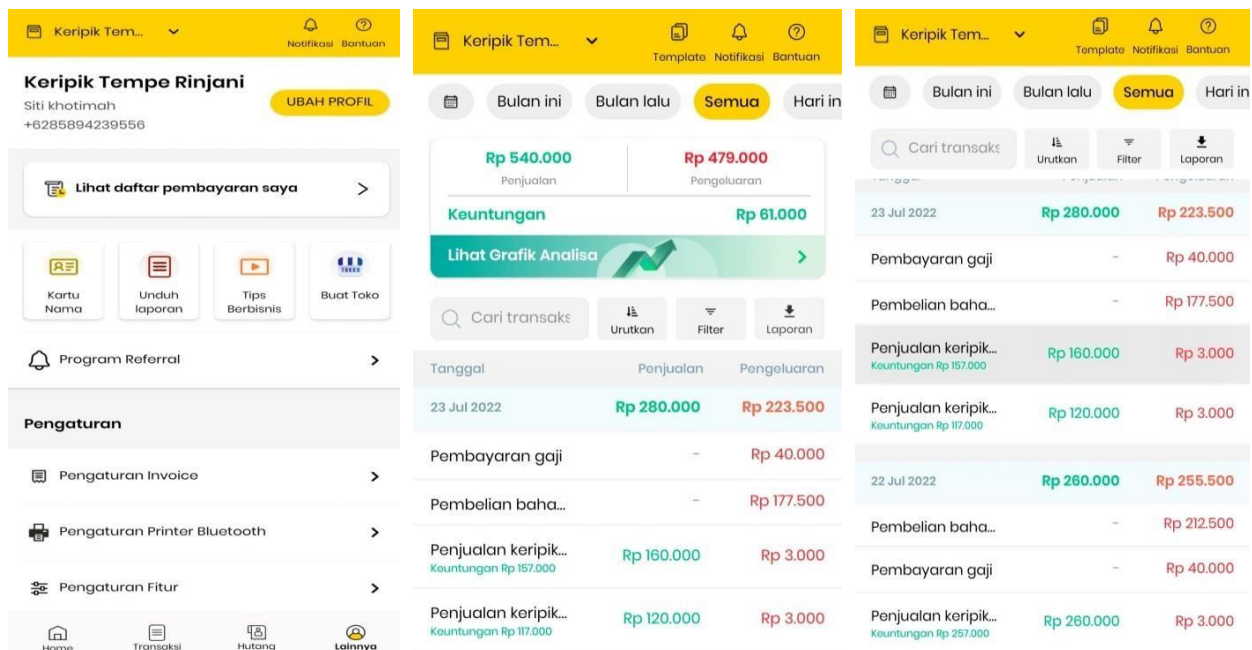 Keripik Tem...
Notifikasi Bantuan
Keripik Tempe Rinjani
Siti khotimah
+6285894239556
UBAH PROFIL
Lihat daftar pembayaran saya
Kartu Nama
Unduh laporan
Tips Berbisnis
TOKKO
Buat Toko
Program Referral
Pengaturan
Pengaturan Invoice
Pengaturan Printer Bluetooth
Pengaturan Fitur
Home Transaksi Hutang Lainnya
Keripik Tem...
Template Notifikasi Bantuan
Bulan ini Bulan lalu Semua Hari in
Rp 540.000 Rp 479.000
Penjualan Pengeluaran
Keuntungan Rp 61.000
Lihat Grafik Analisa
Cari transaks Urutkan Filter Laporan
Tanggal Penjualan Pengeluaran
23 Jul 2022 Rp 280.000 Rp 223.500
Pembayaran gaji - Rp 40.000
Pembelian baha... - Rp 177.500
Penjualan keripik... Rp 160.000 Rp 3.000
Keuntungan Rp 157.000
Penjualan keripik... Rp 120.000 Rp 3.000
Keuntungan Rp 117.000
Keripik Tem...
Template Notifikasi Bantuan
Bulan ini Bulan lalu Semua Hari in
Cari transaks Urutkan Filter Laporan
Tanggal Penjualan Pengeluaran
23 Jul 2022 Rp 280.000 Rp 223.500
Pembayaran gaji - Rp 40.000
Pembelian baha... - Rp 177.500
Penjualan keripik... Rp 160.000 Rp 3.000
Keuntungan Rp 157.000
Penjualan keripik... Rp 120.000 Rp 3.000
Keuntungan Rp 117.000
22 Jul 2022 Rp 260.000 Rp 255.500
Pembelian baha... - Rp 212.500
Pembayaran gaji - Rp 40.000
Penjualan keripik... Rp 260.000 Rp 3.000
Keuntungan Rp 257.000